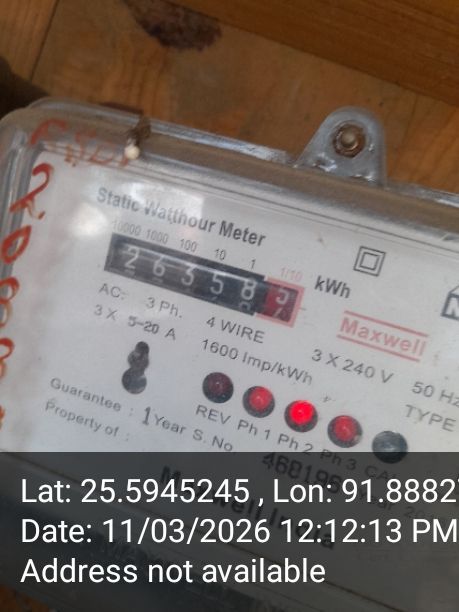 Static Watthour Meter
10000 1000 100 10 1 1/10
2 6 3 5 8
kWh
AC: 3 Ph. 4 WIRE
3 X 5-20 A
1600 Imp/kWh
Maxwell
3 X 240 V
50 Hz
TYPE
REV Ph 1 Ph 2 Ph 3 CAL
Guarantee : 1 Year S. No.
Property of :
Lat: 25.5945245 , Lon: 91.8882
Date: 11/03/2026 12:12:13 PM
Address not available